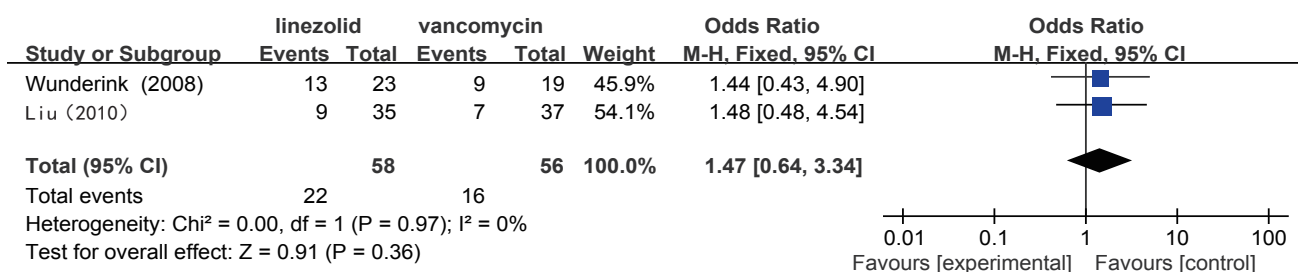 linezolid vancomycin Odds Ratio Odds Ratio
Study or Subgroup Events Total Events Total Weight M-H, Fixed, 95% CI M-H, Fixed, 95% CI
Wunderink (2008) 13 23 9 19 45.9% 1.44 [0.43, 4.90]
Liu（2010） 9 35 7 37 54.1% 1.48 [0.48, 4.54]
Total (95% CI) 58 56 100.0% 1.47 [0.64, 3.34]
Total events 22 16
Heterogeneity: Chi² = 0.00, df = 1 (P = 0.97); I² = 0%
Test for overall effect: Z = 0.91 (P = 0.36)
0.01 0.1 1 10 100
Favours [experimental] Favours [control]